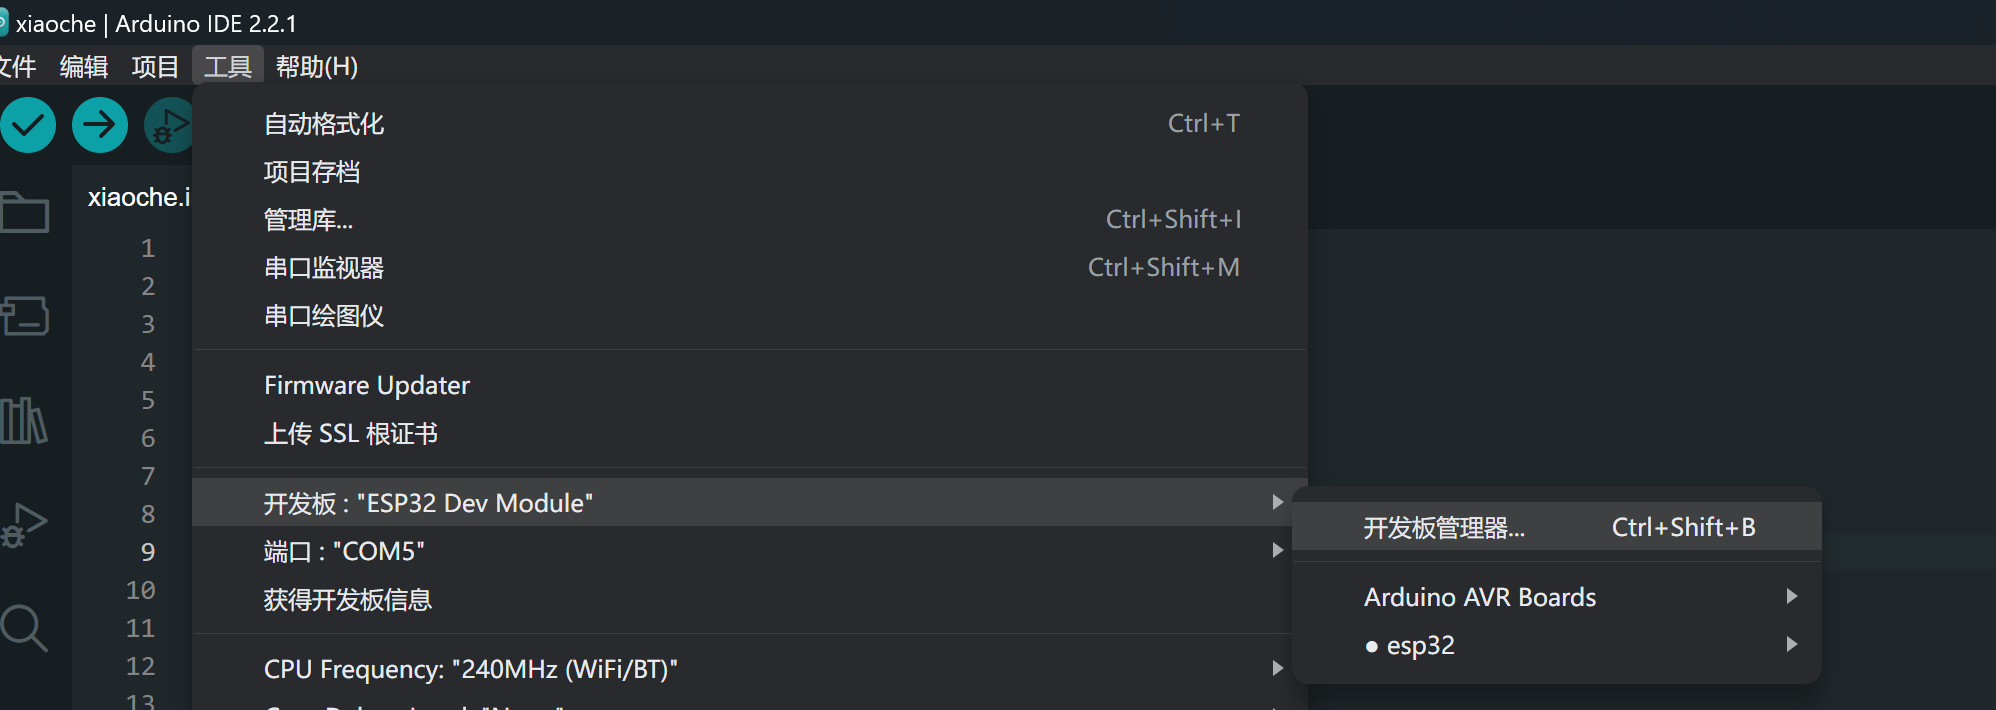 xiaoche | Arduino IDE 2.2.1
文件 编辑 项目 工具 帮助(H)
自动格式化 Ctrl+T
项目存档
管理库... Ctrl+Shift+I
串口监视器 Ctrl+Shift+M
串口绘图仪
Firmware Updater
上传 SSL 根证书
开发板 : "ESP32 Dev Module"
端口 : "COM5"
获得开发板信息
CPU Frequency: "240MHz (WiFi/BT)"
开发板管理器... Ctrl+Shift+B
Arduino AVR Boards
● esp32
xiaoche.i
1
2
3
4
5
6
7
8
9
10
11
12
13